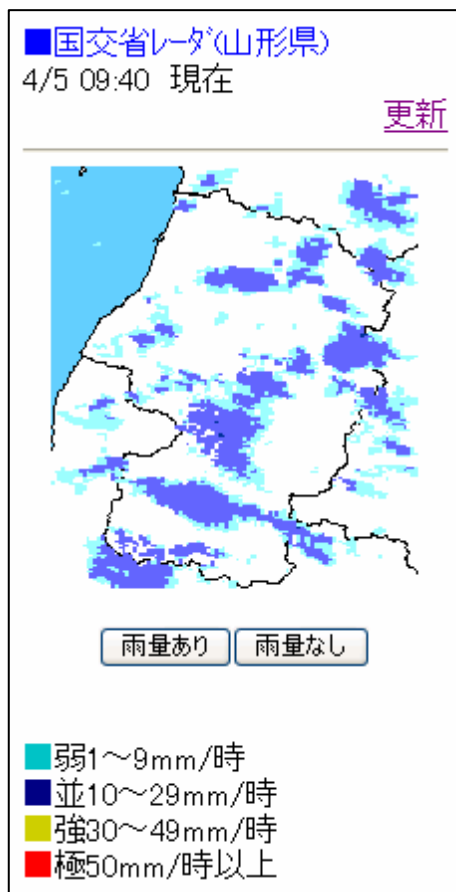 ■国交省レーダ(山形県)
4/5 09:40 現在
更新
雨量あり 雨量なし
■弱1～9mm/時
■並10～29mm/時
■強30～49mm/時
■極50mm/時以上